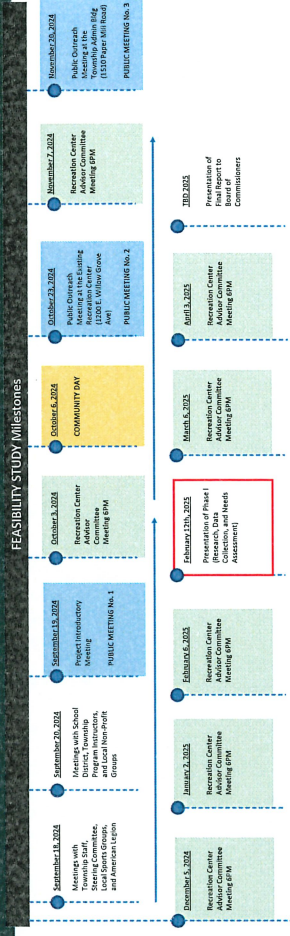 FEASIBILITY STUDY Milestones
September 18, 2024
Meetings with
Township Staff,
Steering Committee,
Local Sports Groups,
and American Legion
September 20, 2024
Meetings with School
District, Township
Program Instructors,
and Local Non-Profit
Groups
September 19, 2024
Project Introductory
Meeting
PUBLIC MEETING No. 1
October 3, 2024
Recreation Center
Advisor
Committee
Meeting 6PM
October 6, 2024
COMMUNITY DAY
October 23, 2024
Public Outreach
Meeting at the Existing
Recreation Center
(1200 E. Willow Grove
Ave)
PUBLIC MEETING No. 2
November 7, 2024
Recreation Center
Advisor Committee
Meeting 6PM
November 20, 2024
Public Outreach
Meeting at the
Township Admin Bldg
(1510 Paper Mill Road)
PUBLIC MEETING No. 3
December 5, 2024
Recreation Center
Advisor Committee
Meeting 6PM
January 2, 2025
Recreation Center
Advisor Committee
Meeting 6PM
February 6, 2025
Recreation Center
Advisor Committee
Meeting 6PM
February 12th, 2025
Presentation of Phase I
(Research, Data
Collection, and Needs
Assessment)
March 6, 2025
Recreation Center
Advisor Committee
Meeting 6PM
April 3, 2025
Recreation Center
Advisor Committee
Meeting 6PM
TBD 2025
Presentation of
Final Report to
Board of
Commissioners